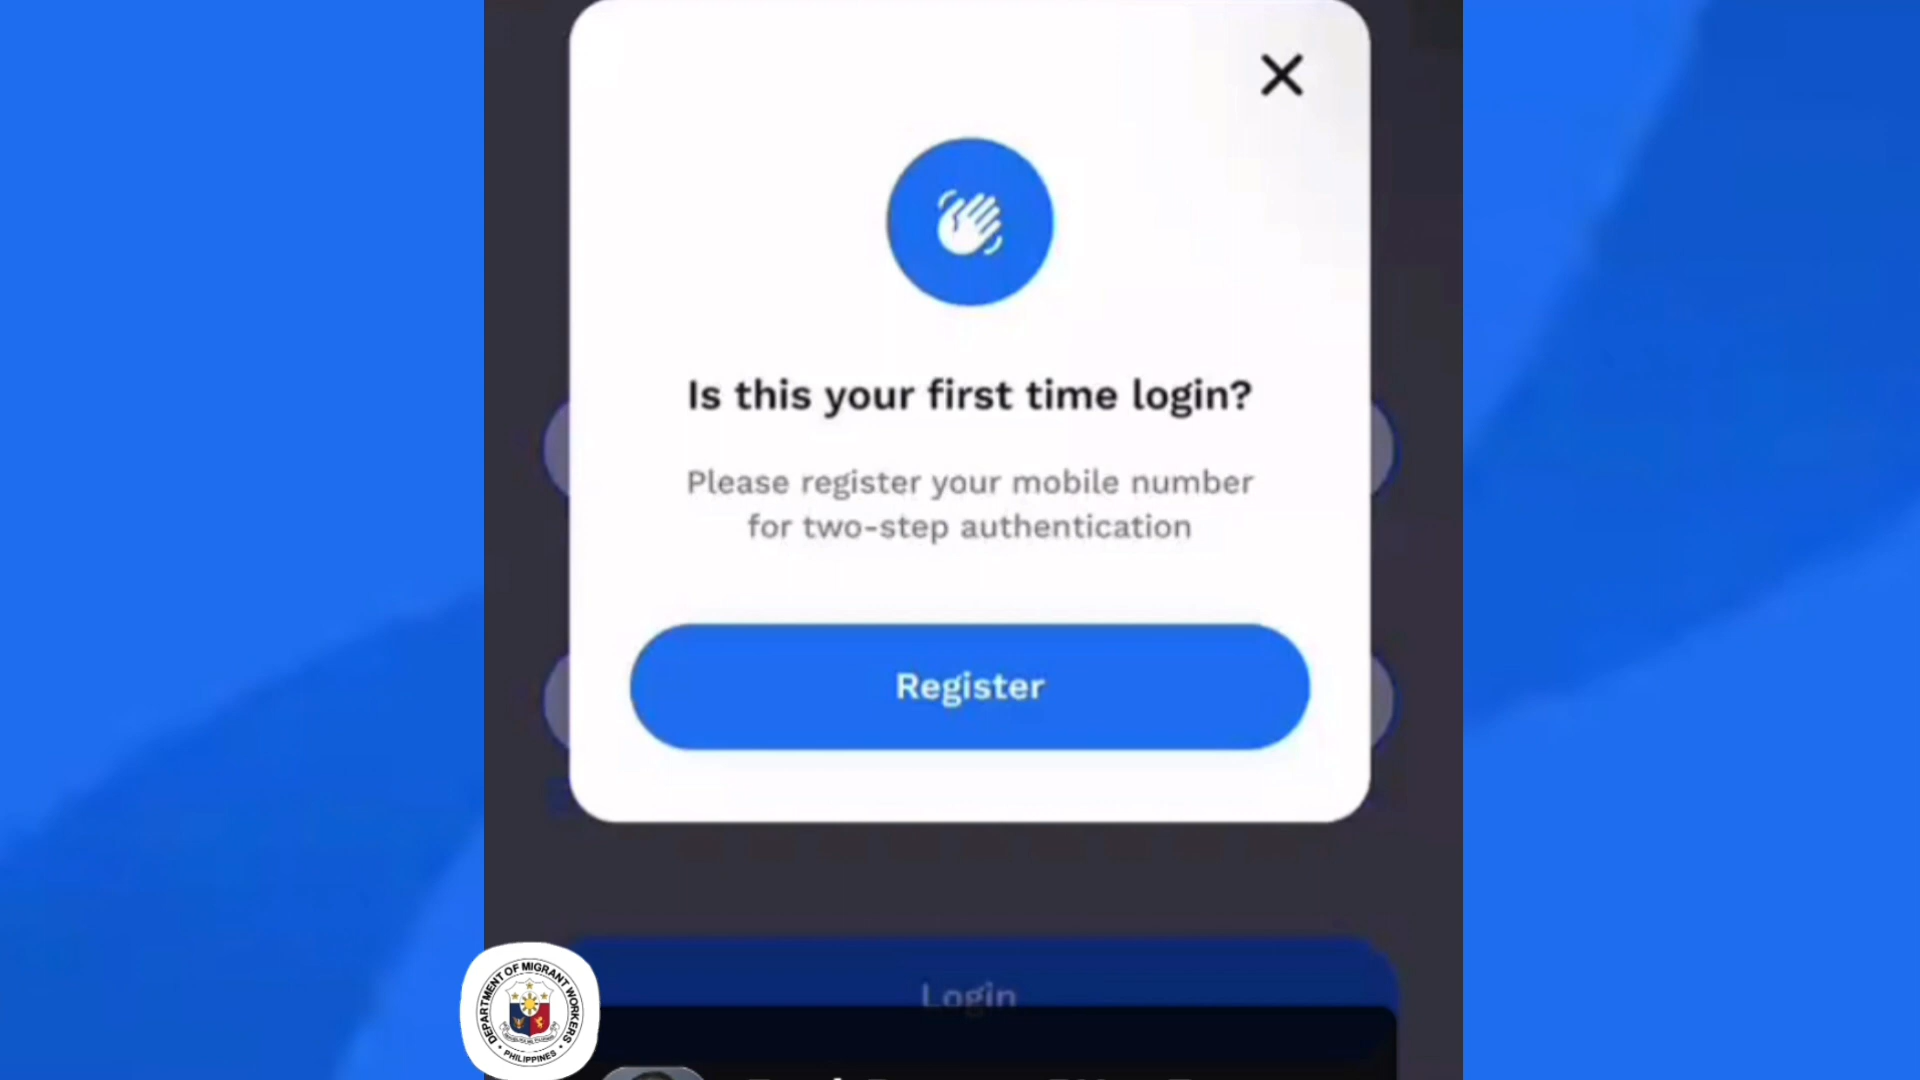 Is this your first time login?
Please register your mobile number
for two-step authentication
Register
Login
DEPARTMENT OF MIGRANT WORKERS
PHILIPPINES